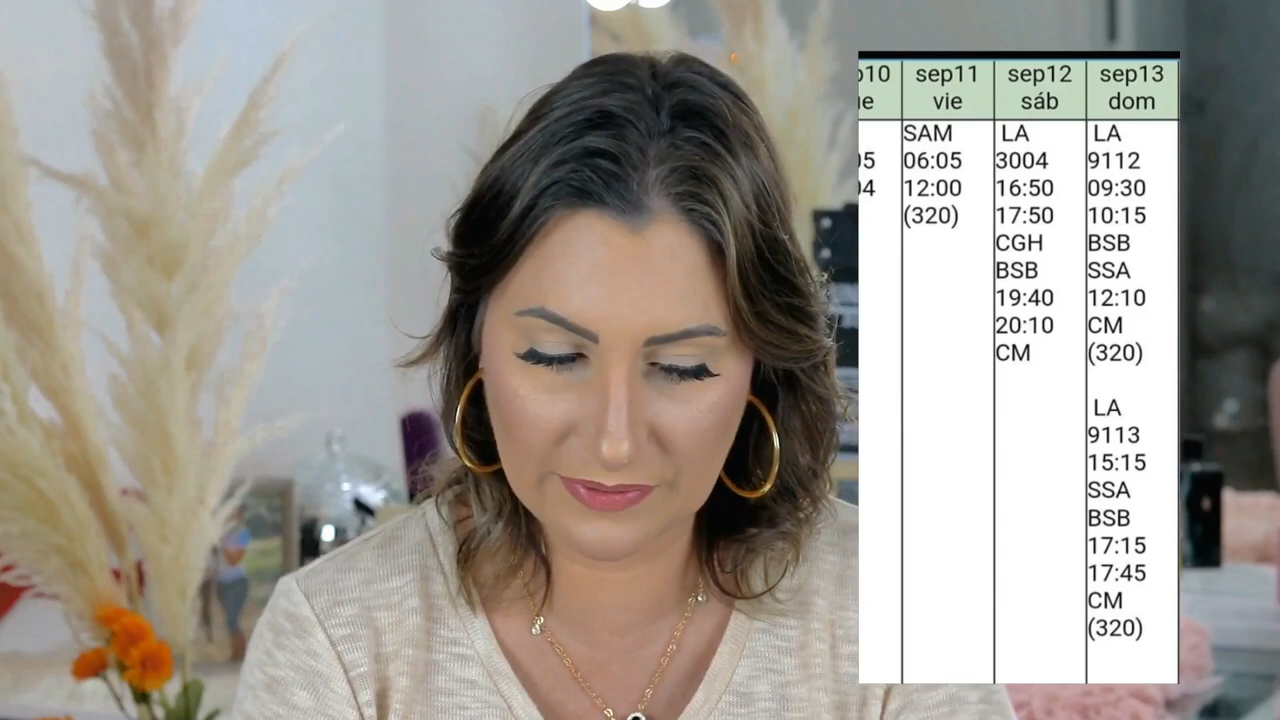 sep11
vie
SAM
06:05
12:00
(320)
sep12
sáb
LA
3004
16:50
17:50
CGH
BSB
19:40
20:10
CM
sep13
dom
LA
9112
09:30
10:15
BSB
SSA
12:10
CM
(320)
LA
9113
15:15
SSA
BSB
17:15
17:45
CM
(320)